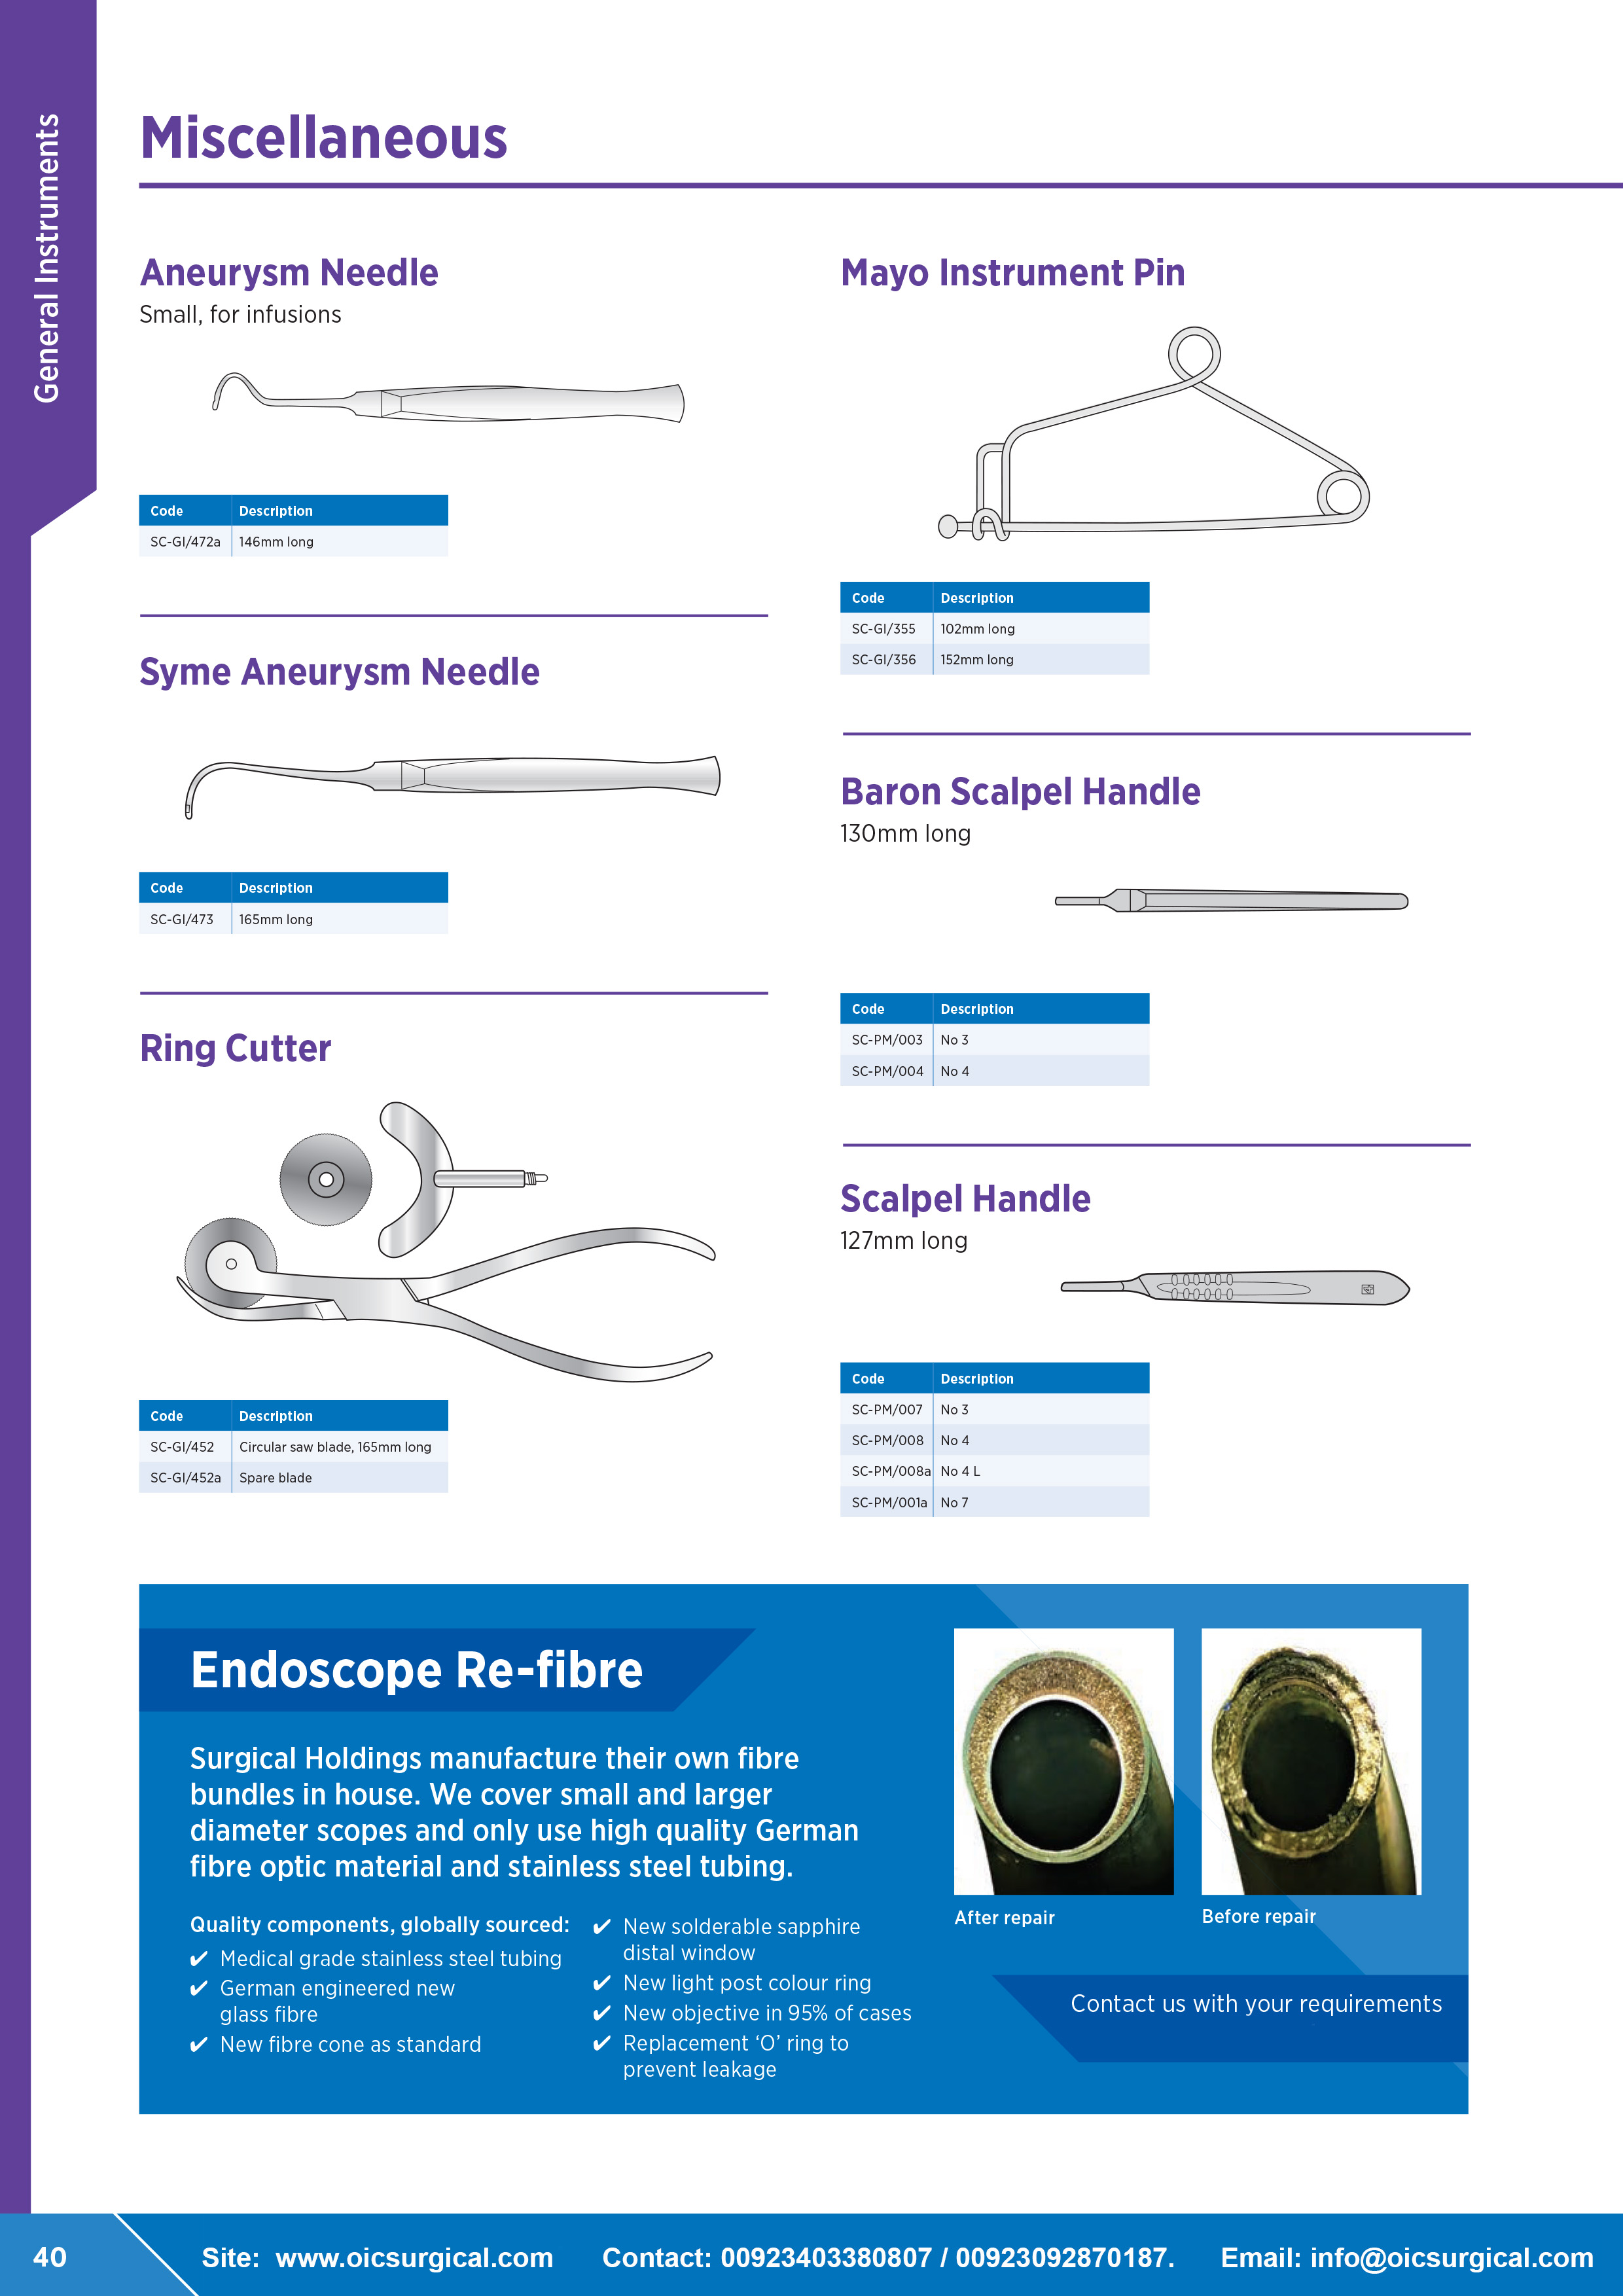 General Instruments
Miscellaneous
Aneurysm Needle
Small, for infusions
Code Description
SC-GI/472a 146mm long
Syme Aneurysm Needle
Code Description
SC-GI/473 165mm long
Ring Cutter
Code Description
SC-GI/452 Circular saw blade, 165mm long
SC-GI/452a Spare blade
Mayo Instrument Pin
Code Description
SC-GI/355 102mm long
SC-GI/356 152mm long
Baron Scalpel Handle
130mm long
Code Description
SC-PM/003 No 3
SC-PM/004 No 4
Scalpel Handle
127mm long
Code Description
SC-PM/007 No 3
SC-PM/008 No 4
SC-PM/008a No 4 L
SC-PM/001a No 7
Endoscope Re-fibre
Surgical Holdings manufacture their own fibre
bundles in house. We cover small and larger
diameter scopes and only use high quality German
fibre optic material and stainless steel tubing.
Quality components, globally sourced:
✔ Medical grade stainless steel tubing
✔ German engineered new
glass fibre
✔ New fibre cone as standard
✔ New solderable sapphire
distal window
✔ New light post colour ring
✔ New objective in 95% of cases
✔ Replacement ‘O’ ring to
prevent leakage
After repair
Before repair
Contact us with your requirements
40
Site: www.oicsurgical.com Contact: 00923403380807 / 00923092870187. Email: info@oicsurgical.com